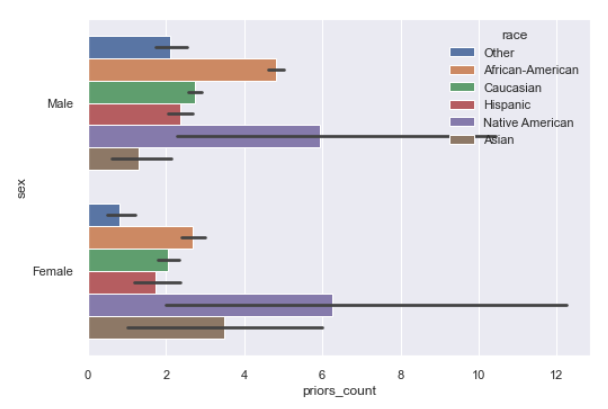 race
Other
African-American
Caucasian
Hispanic
Native American
Asian
Male
Female
sex
0 2 4 6 8 10 12
priors_count